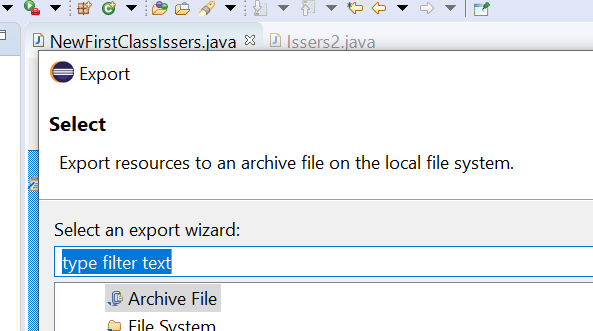 NewFirstClassIssers.java Issers2.java
Export
Select
Export resources to an archive file on the local file system.
Select an export wizard:
type filter text
Archive File
File System